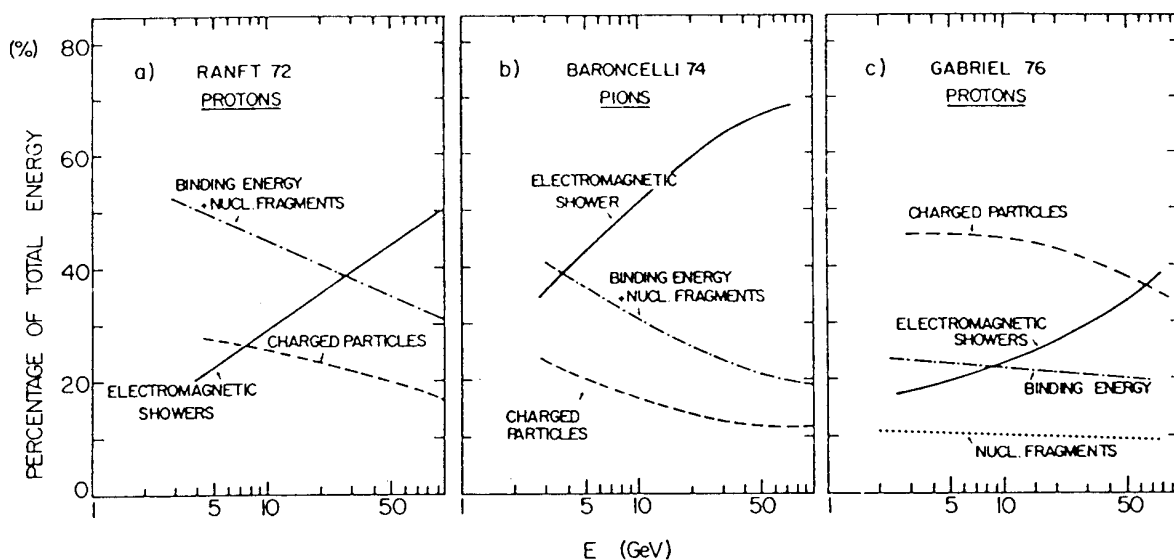 (%)
PERCENTAGE OF TOTAL ENERGY
80
60
40
20
0
a) RANFT 72
PROTONS
BINDING ENERGY
+ NUCL. FRAGMENTS
CHARGED PARTICLES
ELECTROMAGNETIC
SHOWERS
1
5
10
50
b) BARONCELLI 74
PIONS
ELECTROMAGNETIC
SHOWER
BINDING ENERGY
+ NUCL. FRAGMENTS
CHARGED
PARTICLES
1
5
10
50
c) GABRIEL 76
PROTONS
CHARGED PARTICLES
ELECTROMAGNETIC
SHOWERS
BINDING ENERGY
NUCL. FRAGMENTS
1
5
10
50
E (GeV)